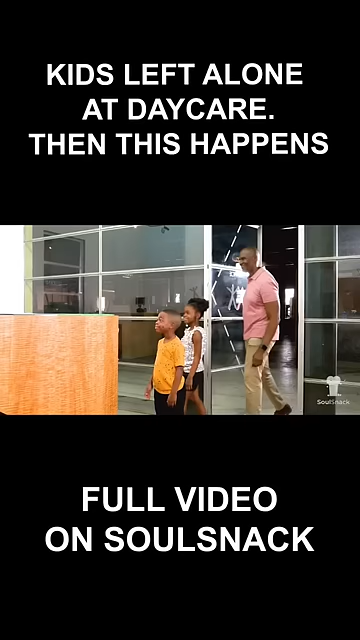 KIDS LEFT ALONE
AT DAYCARE.
THEN THIS HAPPENS
SoulSnack
FULL VIDEO
ON SOULSNACK